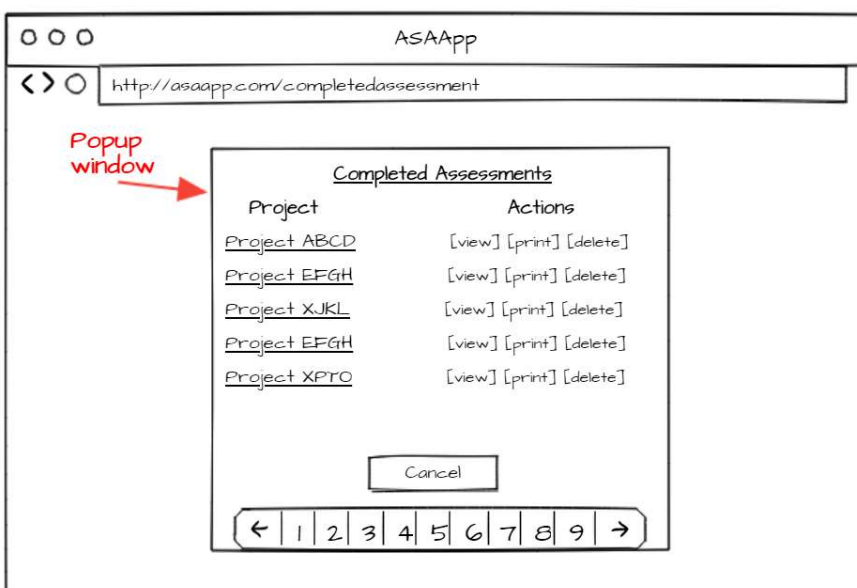 ASAApp
http://asaapp.com/completedassessment
Popup
window
Completed Assessments
Project Actions
Project ABCD [view] [print] [delete]
Project EFGH [view] [print] [delete]
Project XJKL [view] [print] [delete]
Project EFGH [view] [print] [delete]
Project XPTO [view] [print] [delete]
Cancel
← 1 2 3 4 5 6 7 8 9 →